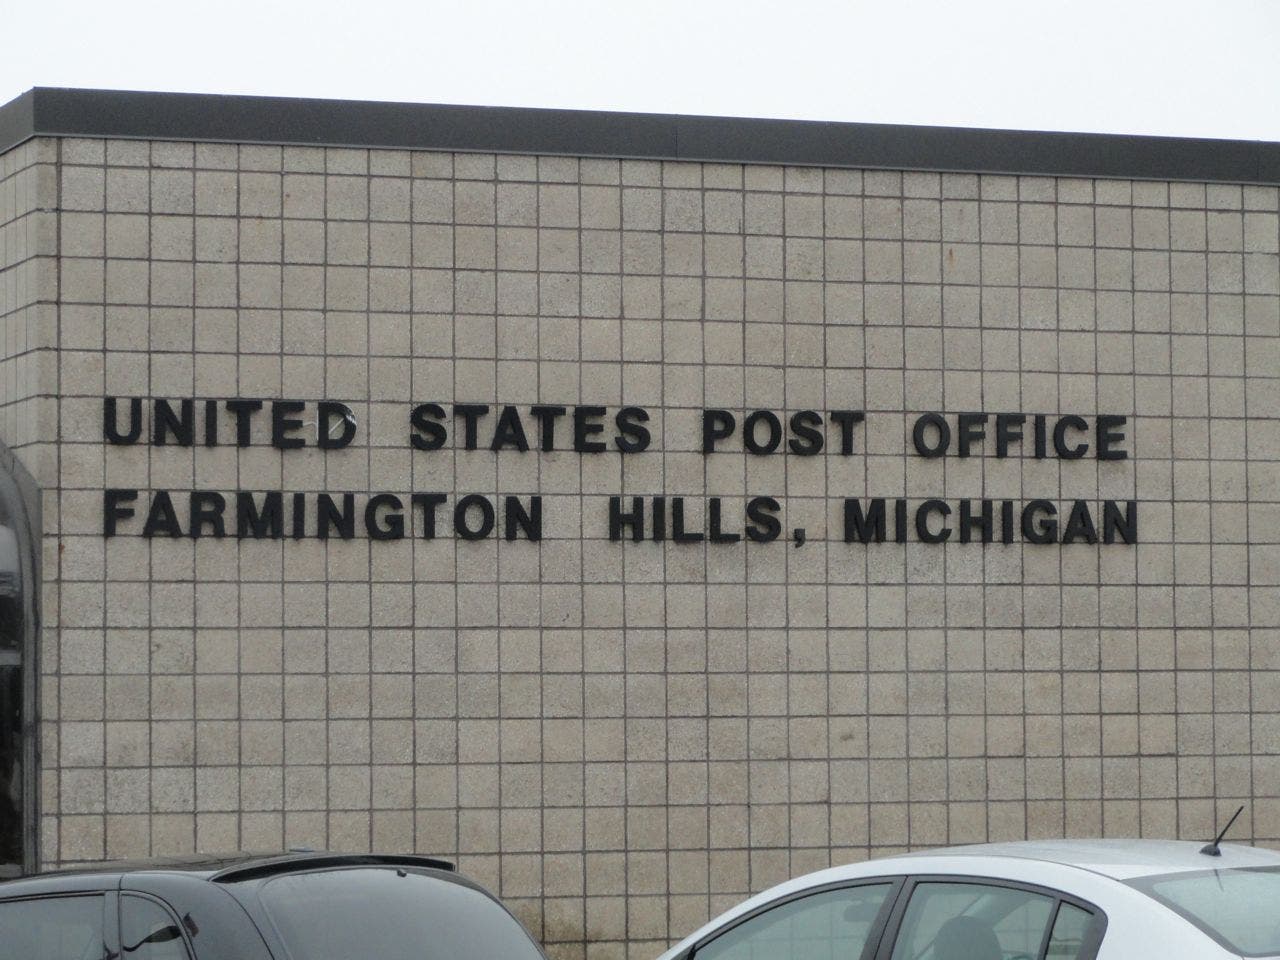 UNITED STATES POST OFFICE
FARMINGTON HILLS, MICHIGAN